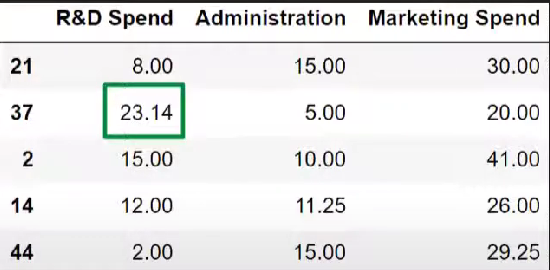 R&D Spend Administration Marketing Spend
21 8.00 15.00 30.00
37 23.14 5.00 20.00
2 15.00 10.00 41.00
14 12.00 11.25 26.00
44 2.00 15.00 29.25